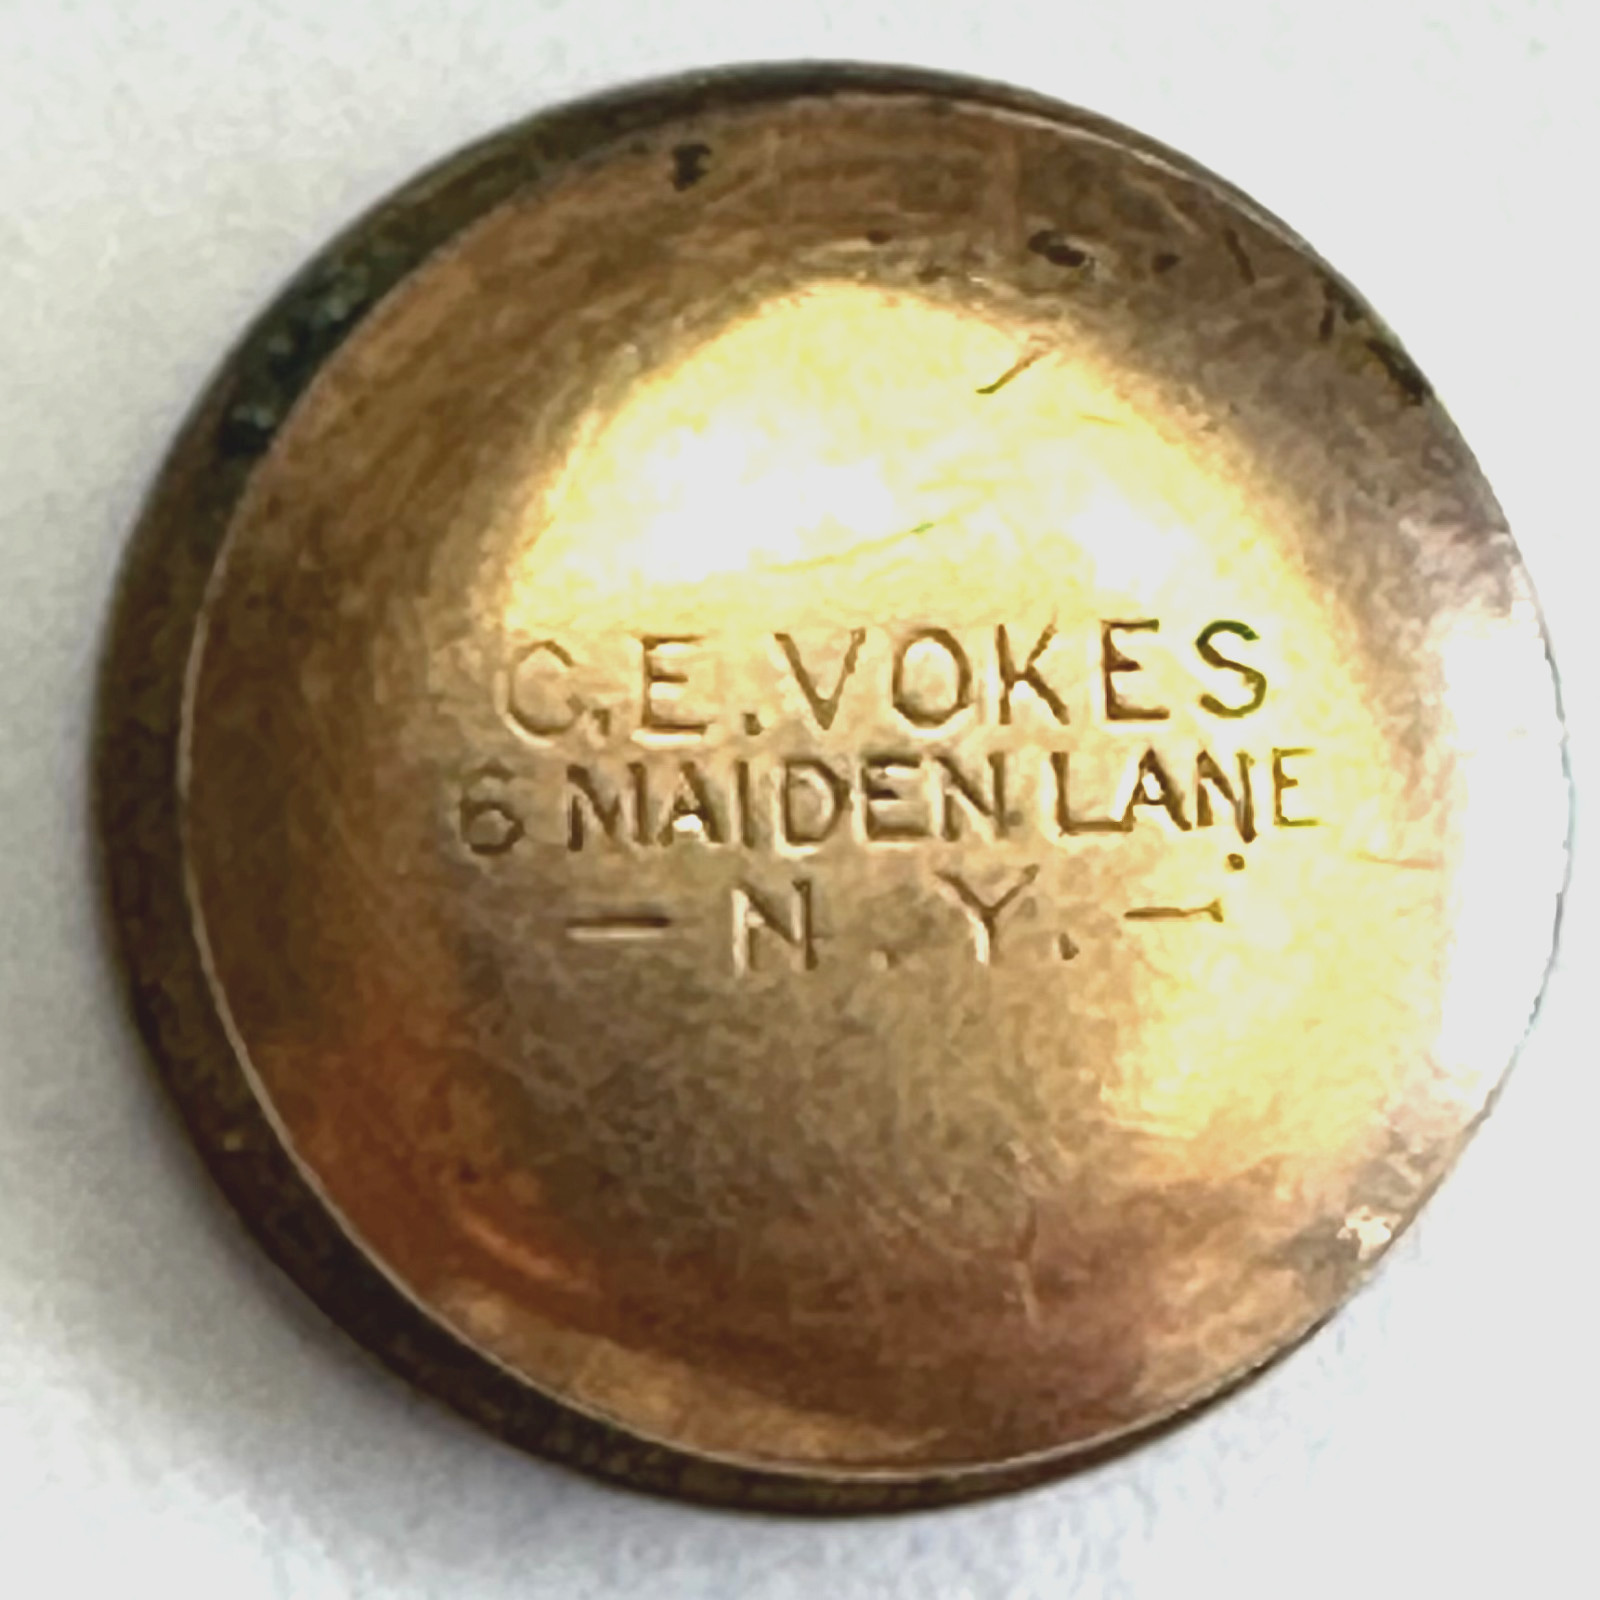 C.E.VOKES
6 MAIDEN LANE
— N.Y. —